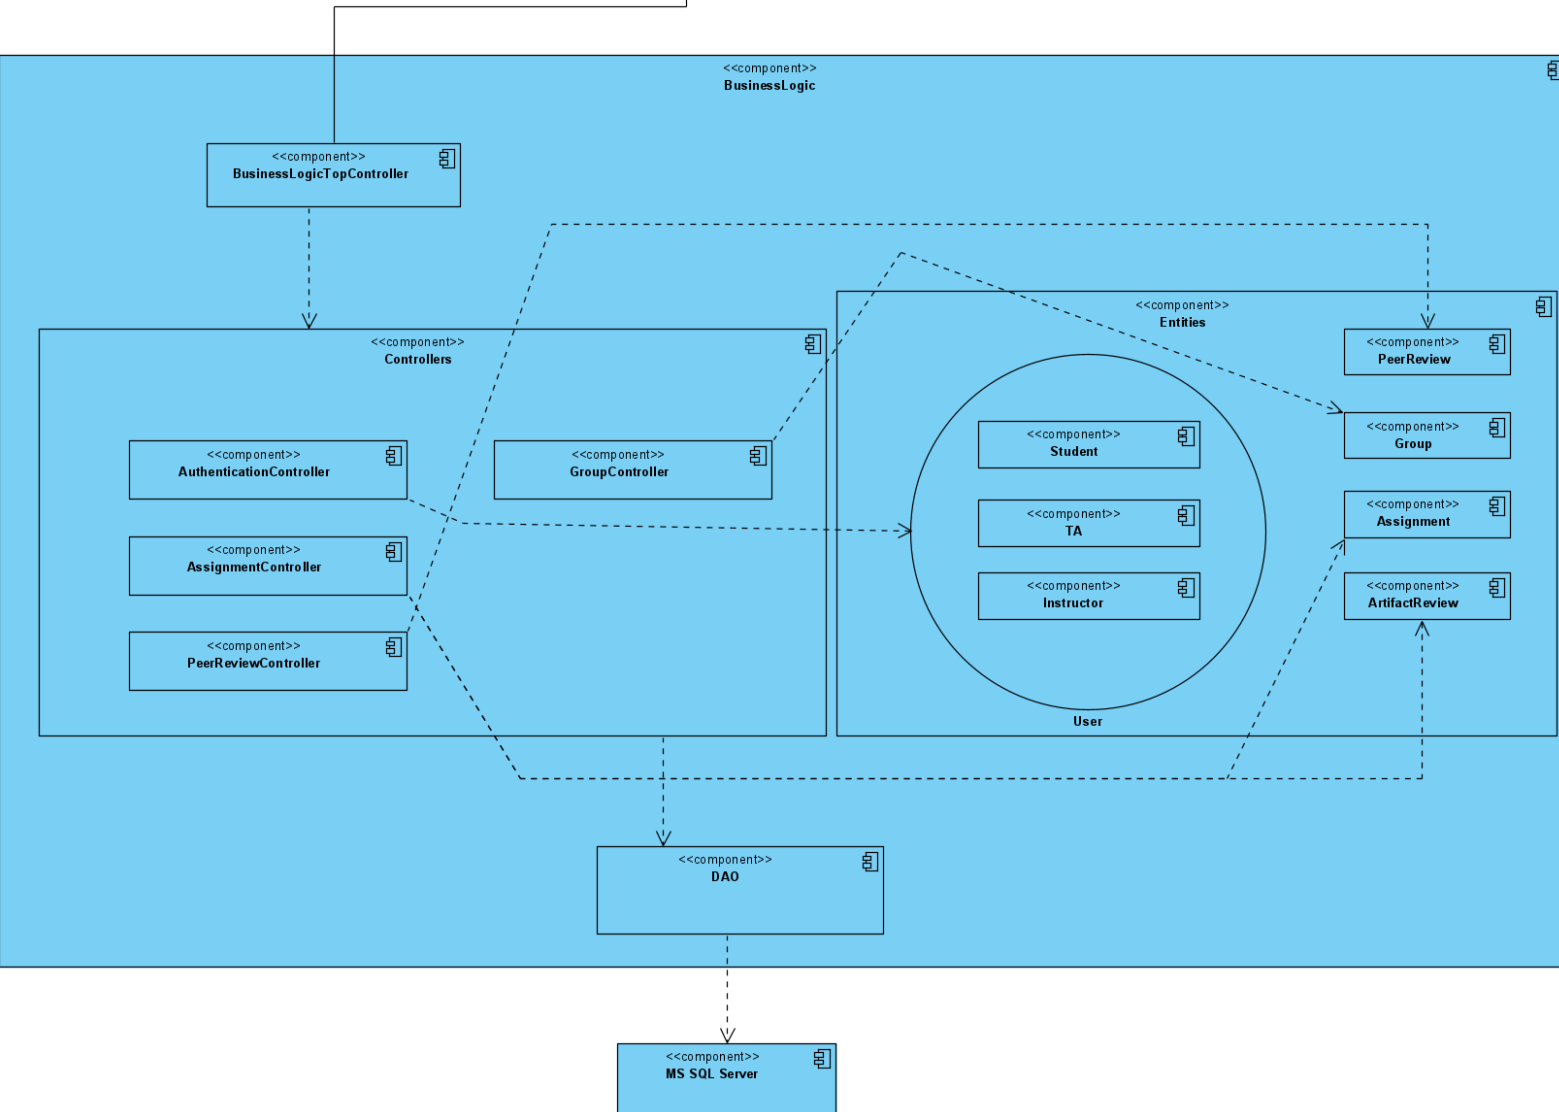 <<component>>
BusinessLogic
<<component>>
BusinessLogicTopController
<<component>>
Controllers
<<component>>
AuthenticationController
<<component>>
GroupController
<<component>>
AssignmentController
<<component>>
PeerReviewController
<<component>>
Entities
<<component>>
Student
<<component>>
TA
<<component>>
Instructor
User
<<component>>
PeerReview
<<component>>
Group
<<component>>
Assignment
<<component>>
ArtifactReview
<<component>>
DAO
<<component>>
MS SQL Server